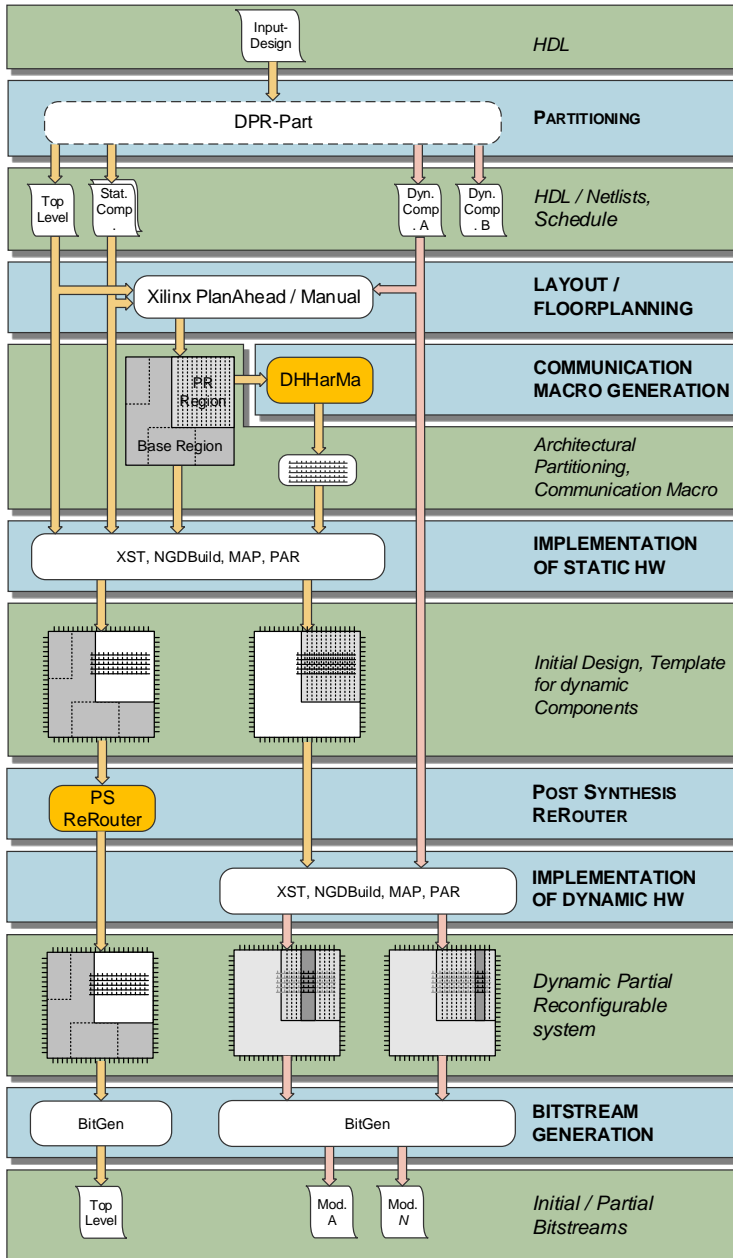 Input-
Design
HDL
DPR-Part
PARTITIONING
Top
Level
Stat.
Comp
.
Dyn.
Comp
. A
Dyn.
Comp
. B
HDL / Netlists,
Schedule
Xilinx PlanAhead / Manual
LAYOUT /
FLOORPLANNING
PR
Region
Base Region
DHHarMa
COMMUNICATION
MACRO GENERATION
Architectural
Partitioning,
Communication Macro
XST, NGDBuild, MAP, PAR
IMPLEMENTATION
OF STATIC HW
Initial Design, Template
for dynamic
Components
PS
ReRouter
POST SYNTHESIS
REROUTER
XST, NGDBuild, MAP, PAR
IMPLEMENTATION
OF DYNAMIC HW
Dynamic Partial
Reconfigurable
system
BitGen
BitGen
BITSTREAM
GENERATION
Top
Level
Mod.
A
Mod.
N
Initial / Partial
Bitstreams